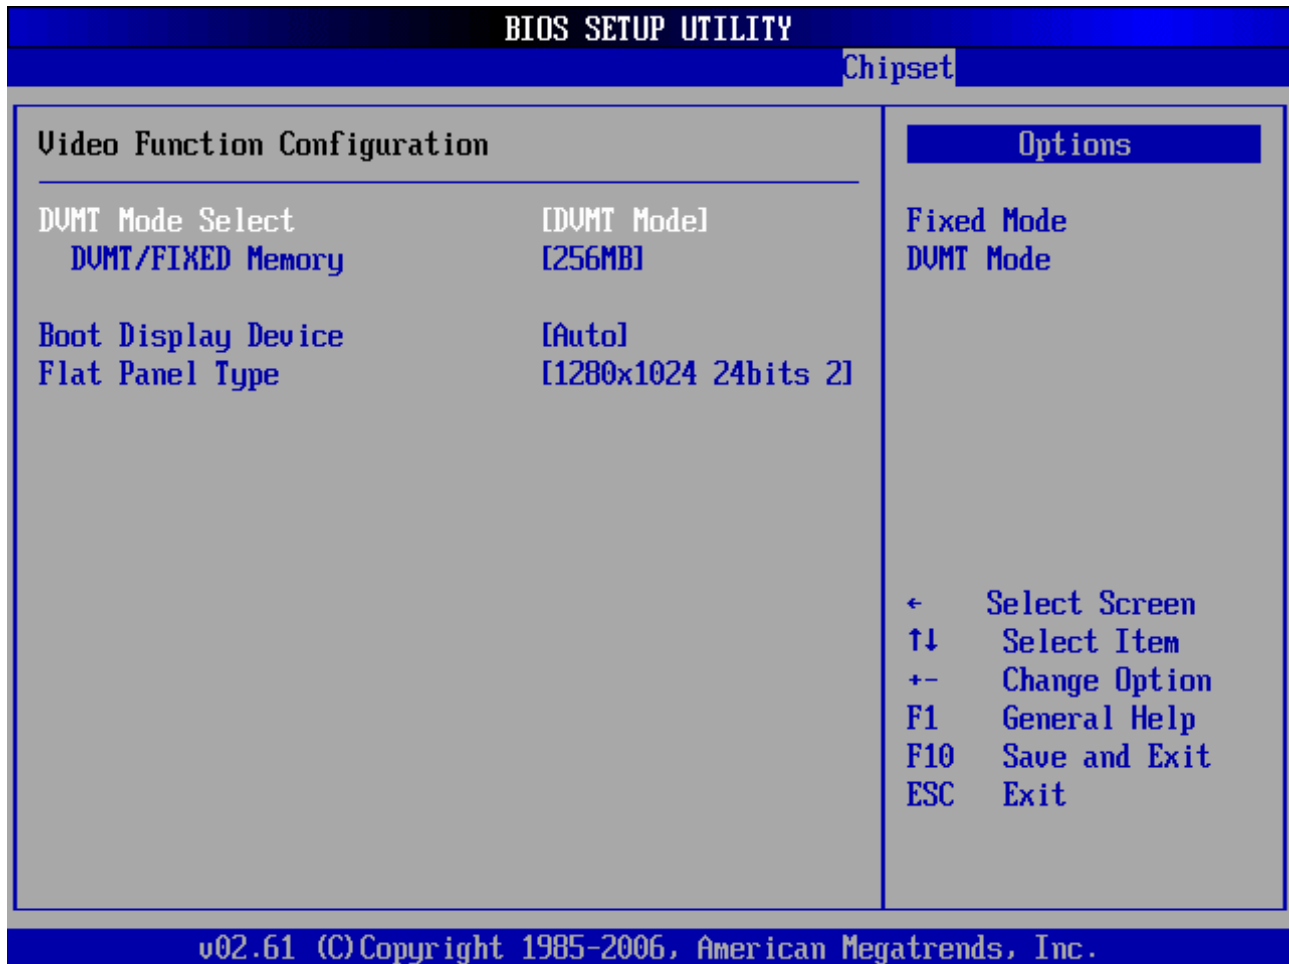 BIOS SETUP UTILITY
Chipset
Video Function Configuration
DVMT Mode Select [DVMT Mode]
DVMT/FIXED Memory [256MB]
Boot Display Device [Auto]
Flat Panel Type [1280x1024 24bits 2]
Options
Fixed Mode
DVMT Mode
← Select Screen
↑↓ Select Item
+- Change Option
F1 General Help
F10 Save and Exit
ESC Exit
v02.61 (C)Copyright 1985-2006, American Megatrends, Inc.